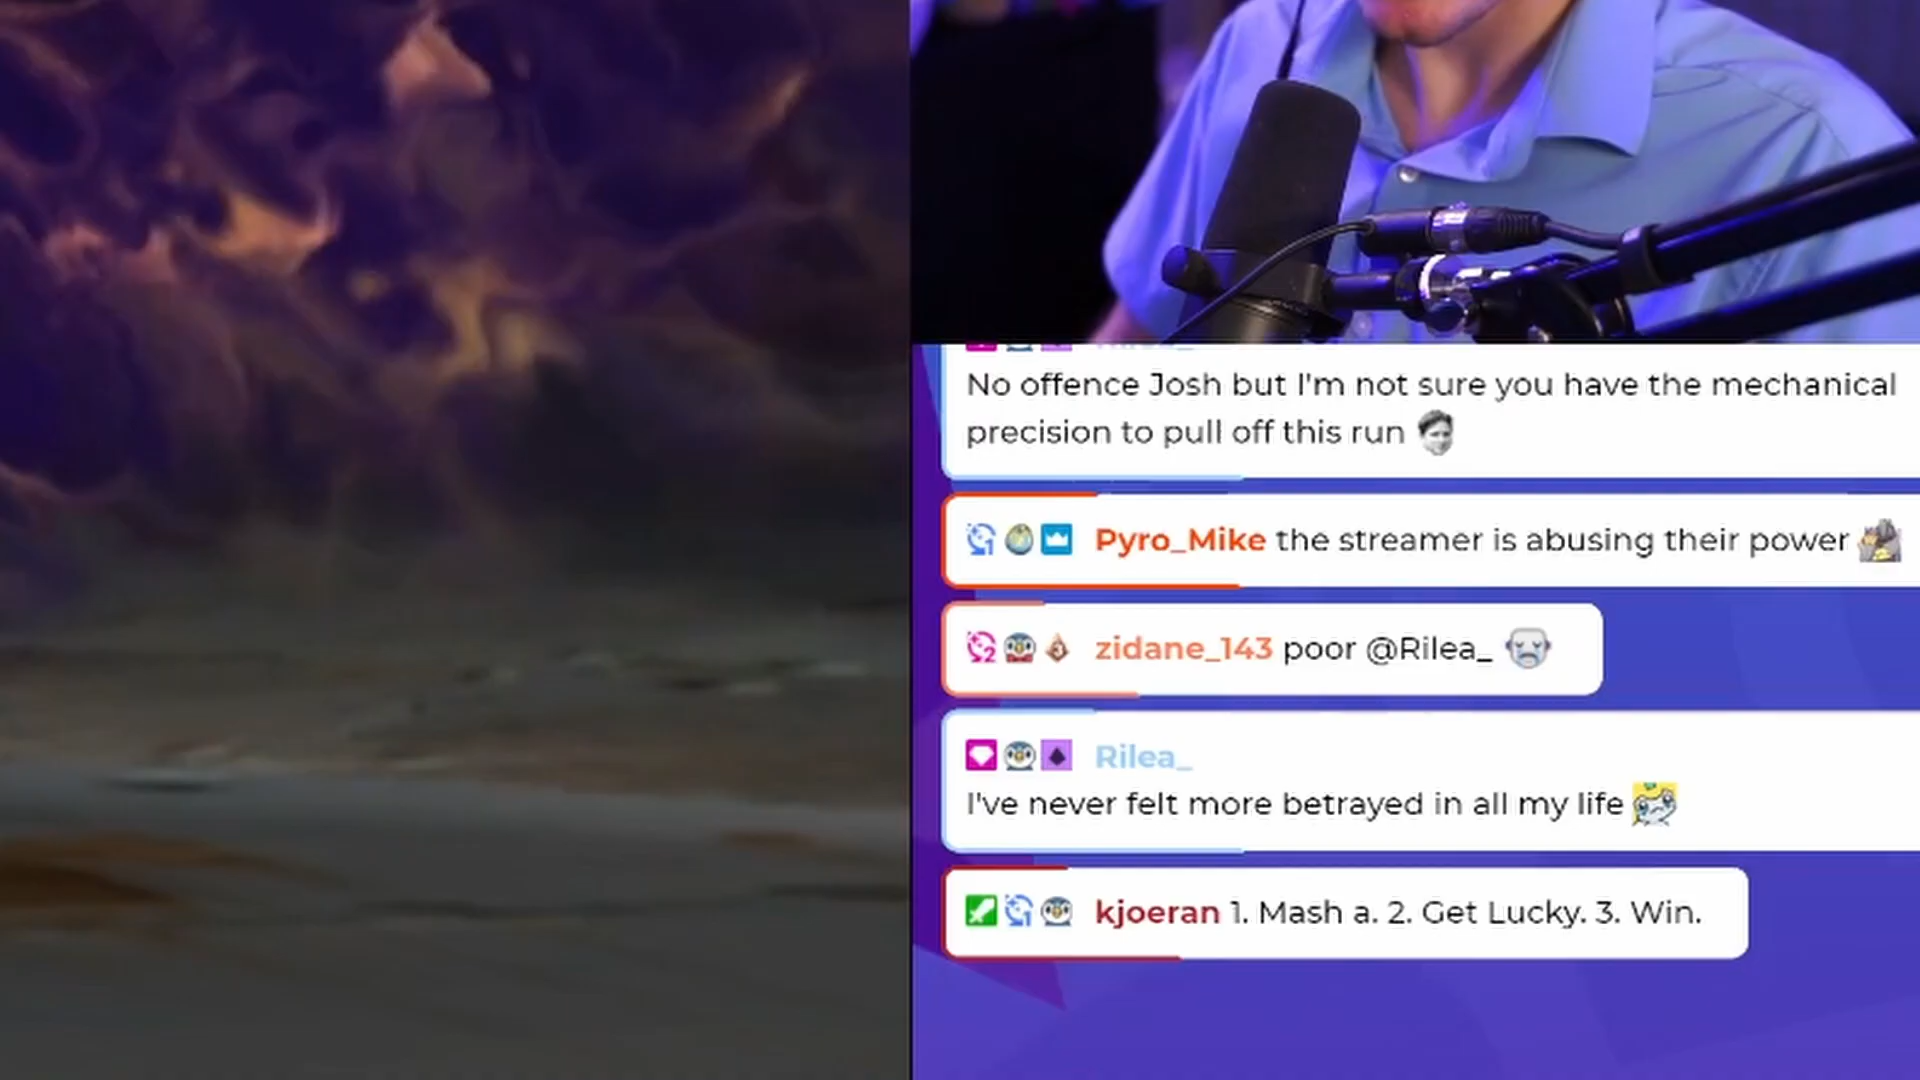 No offence Josh but I'm not sure you have the mechanical
precision to pull off this run
Pyro_Mike the streamer is abusing their power
zidane_143 poor @Rilea_
Rilea_
I've never felt more betrayed in all my life
kjoeran 1. Mash a. 2. Get Lucky. 3. Win.